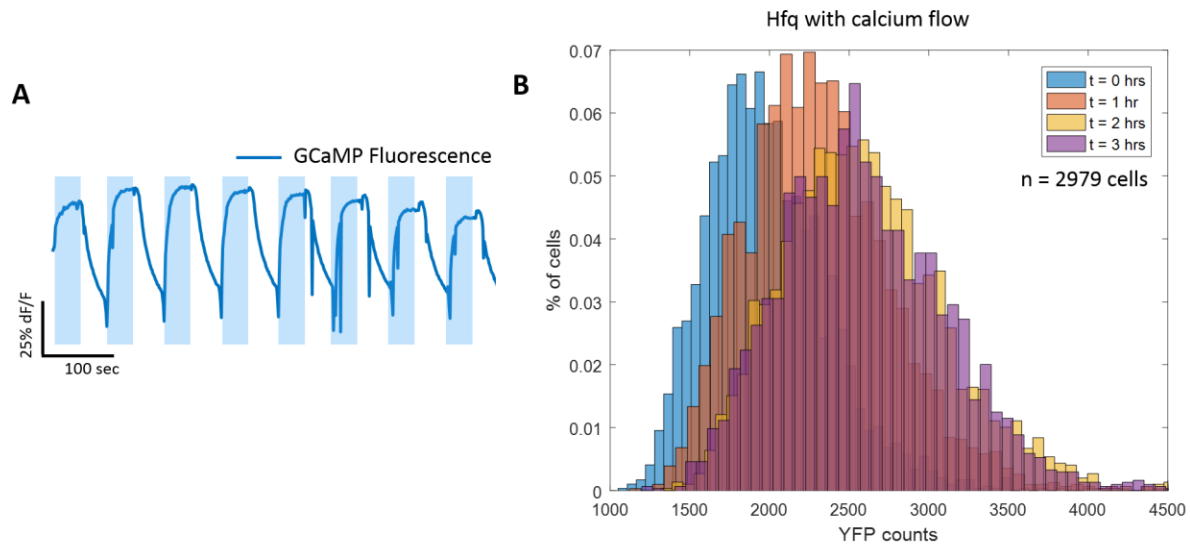 A
GCaMP Fluorescence
25% dF/F
100 sec
B
Hfq with calcium flow
0.07
0.06
0.05
0.04
0.03
0.02
0.01
0
% of cells
t = 0 hrs
t = 1 hr
t = 2 hrs
t = 3 hrs
n = 2979 cells
1000 1500 2000 2500 3000 3500 4000 4500
YFP counts